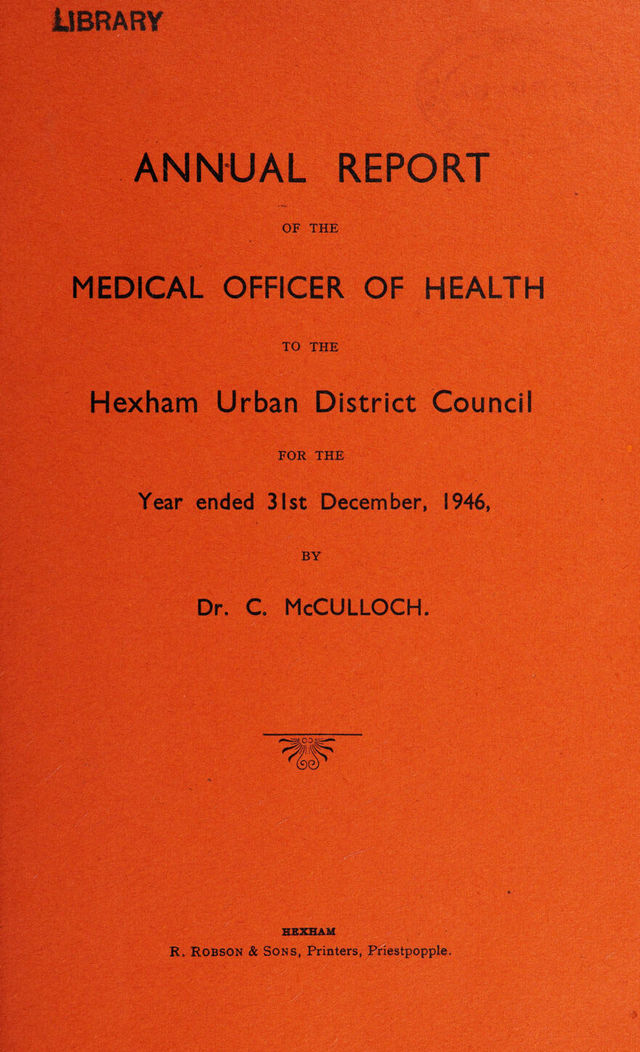 LIBRARY
ANNUAL REPORT
OF THE
MEDICAL OFFICER OF HEALTH
TO THE
Hexham Urban District Council
FOR THE
Year ended 31st December, 1946,
BY
Dr. C. McCULLOCH.
HEXHAM
R. ROBSON & SONS, Printers, Priestpopple.